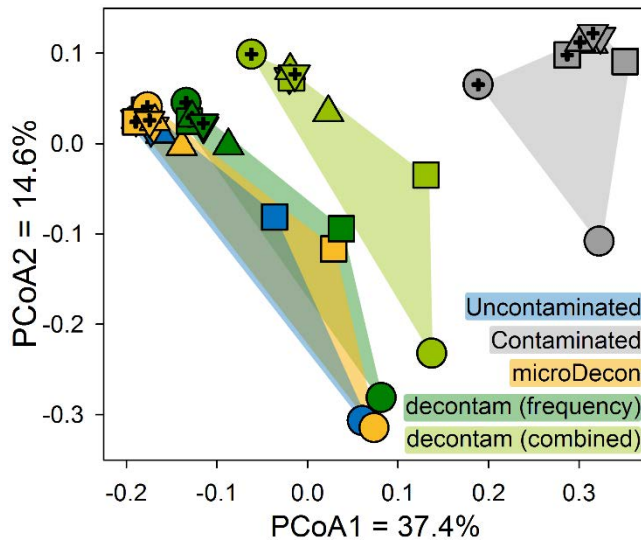 0.1
0.0
-0.1
-0.2
-0.3
PCoA2 = 14.6%
Uncontaminated
Contaminated
microDecon
decontam (frequency)
decontam (combined)
-0.2 -0.1 0.0 0.1 0.2 0.3
PCoA1 = 37.4%